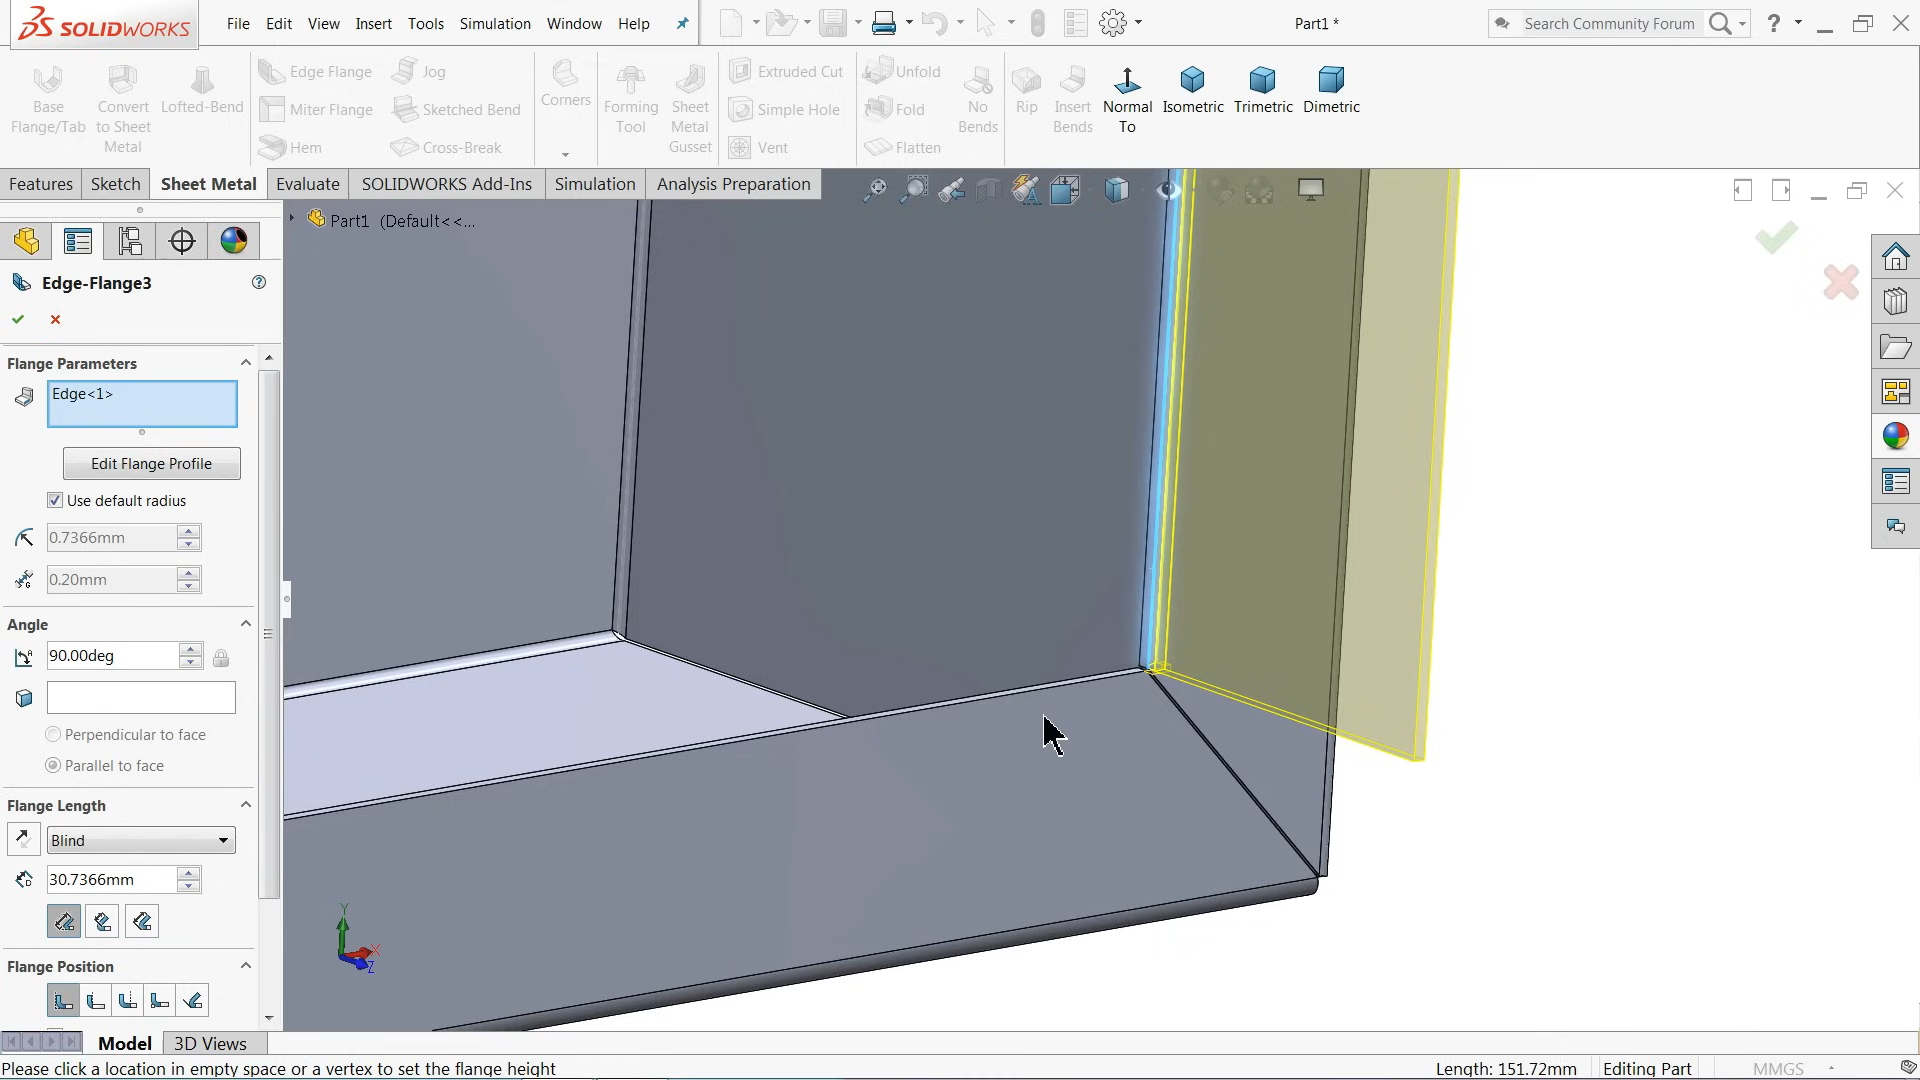 SOLIDWORKS
File Edit View Insert Tools Simulation Window Help
Part1 *
Search Community Forum
?
Base Flange/Tab
Convert to Sheet Metal
Lofted-Bend
Edge Flange
Miter Flange
Hem
Jog
Sketched Bend
Cross-Break
Corners
Forming Tool
Sheet Metal Gusset
Extruded Cut
Simple Hole
Vent
Unfold
Fold
Flatten
No Bends
Rip
Insert Bends
Normal To
Isometric
Trimetric
Dimetric
Features Sketch Sheet Metal Evaluate SOLIDWORKS Add-Ins Simulation Analysis Preparation
Part1 (Default<<...
Edge-Flange3
?
Flange Parameters
Edge<1>
Edit Flange Profile
Use default radius
0.7366mm
0.20mm
Angle
90.00deg
Perpendicular to face
Parallel to face
Flange Length
Blind
30.7366mm
Flange Position
Y
X
Z
Model 3D Views
Please click a location in empty space or a vertex to set the flange height
Length: 151.72mm Editing Part MMGS